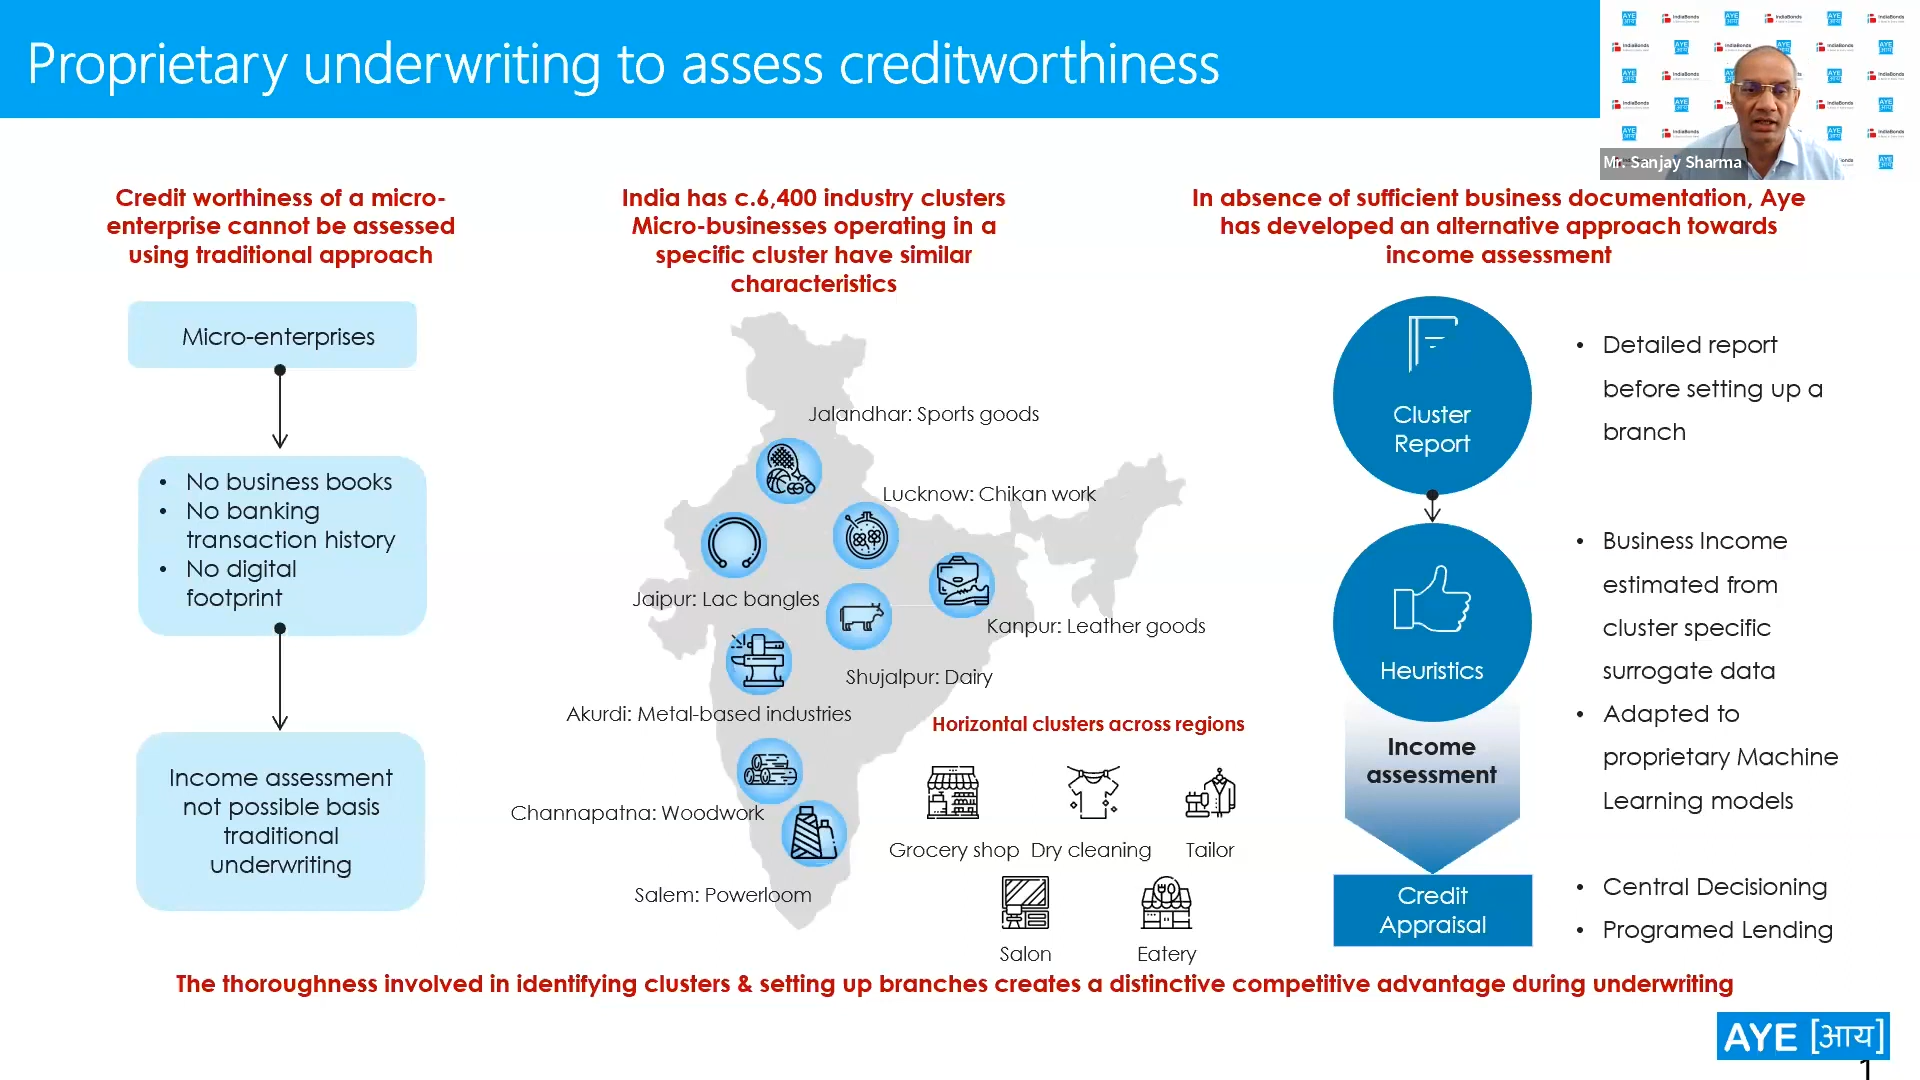 Proprietary underwriting to assess creditworthiness
Mr. Sanjay Sharma
Credit worthiness of a micro-
enterprise cannot be assessed
using traditional approach
Micro-enterprises
• No business books
• No banking
transaction history
• No digital
footprint
Income assessment
not possible basis
traditional
underwriting
India has c.6,400 industry clusters
Micro-businesses operating in a
specific cluster have similar
characteristics
Jalandhar: Sports goods
Lucknow: Chikan work
Jaipur: Lac bangles
Kanpur: Leather goods
Shujalpur: Dairy
Akurdi: Metal-based industries
Channapatna: Woodwork
Salem: Powerloom
Horizontal clusters across regions
Grocery shop
Dry cleaning
Tailor
Salon
Eatery
In absence of sufficient business documentation, Aye
has developed an alternative approach towards
income assessment
Cluster
Report
• Detailed report
before setting up a
branch
Heuristics
• Business Income
estimated from
cluster specific
surrogate data
• Adapted to
proprietary Machine
Learning models
Income
assessment
Credit
Appraisal
• Central Decisioning
• Programed Lending
The thoroughness involved in identifying clusters & setting up branches creates a distinctive competitive advantage during underwriting
AYE [आय]
1